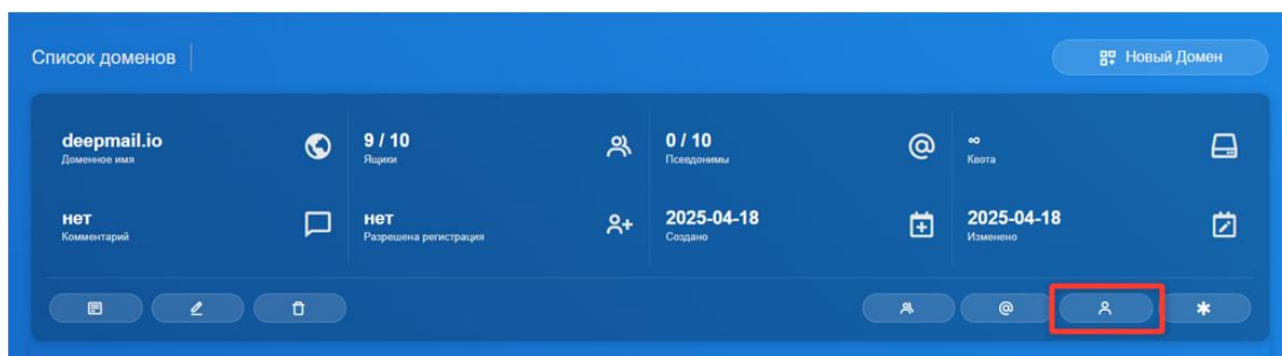 Список доменов
Новый Домен
deepmail.io
Доменное имя
9 / 10
Ящики
0 / 10
Псевдонимы
∞
Квота
нет
Комментарий
нет
Разрешена регистрация
2025-04-18
Создано
2025-04-18
Изменено